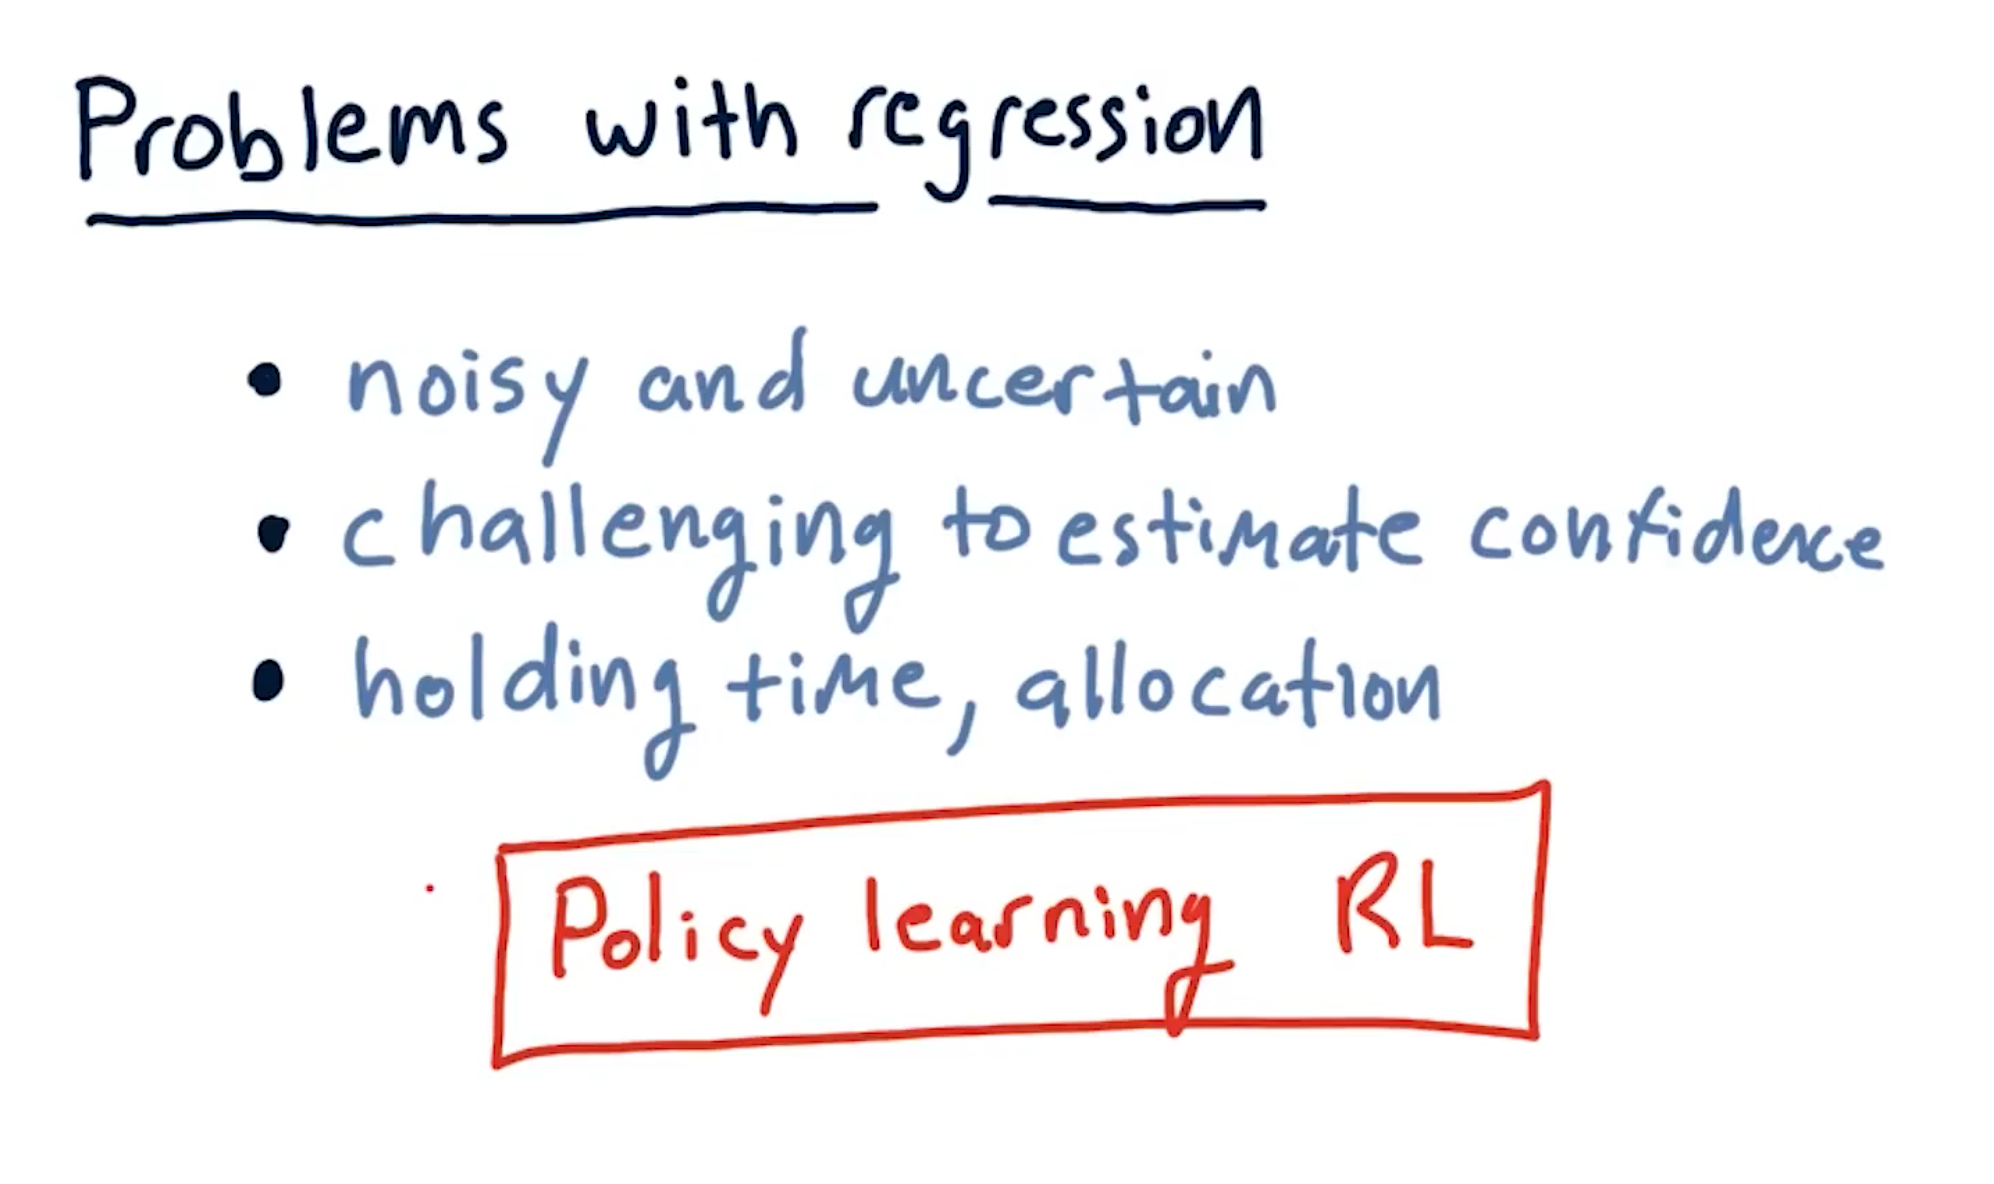 Problems with regression
• noisy and uncertain
• challenging to estimate confidence
• holding time, allocation
Policy learning RL